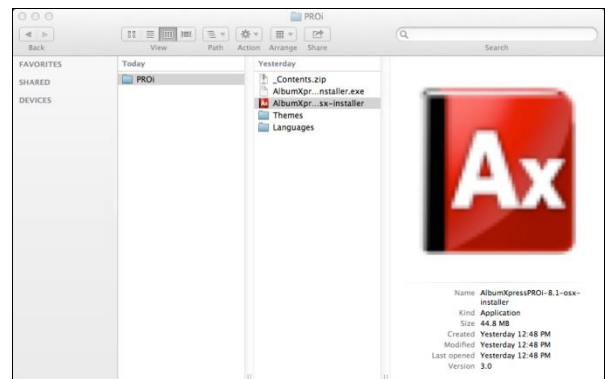 PROi
Back
View
Path
Action
Arrange
Share
Search
FAVORITES
SHARED
DEVICES
Today
PROi
Yesterday
_Contents.zip
AlbumXpr...nstaller.exe
AlbumXpr...sx-installer
Themes
Languages
Ax
Name AlbumXpressPROi-8.1-osx-
installer
Kind Application
Size 44.8 MB
Created Yesterday 12:48 PM
Modified Yesterday 12:48 PM
Last opened Yesterday 12:48 PM
Version 3.0